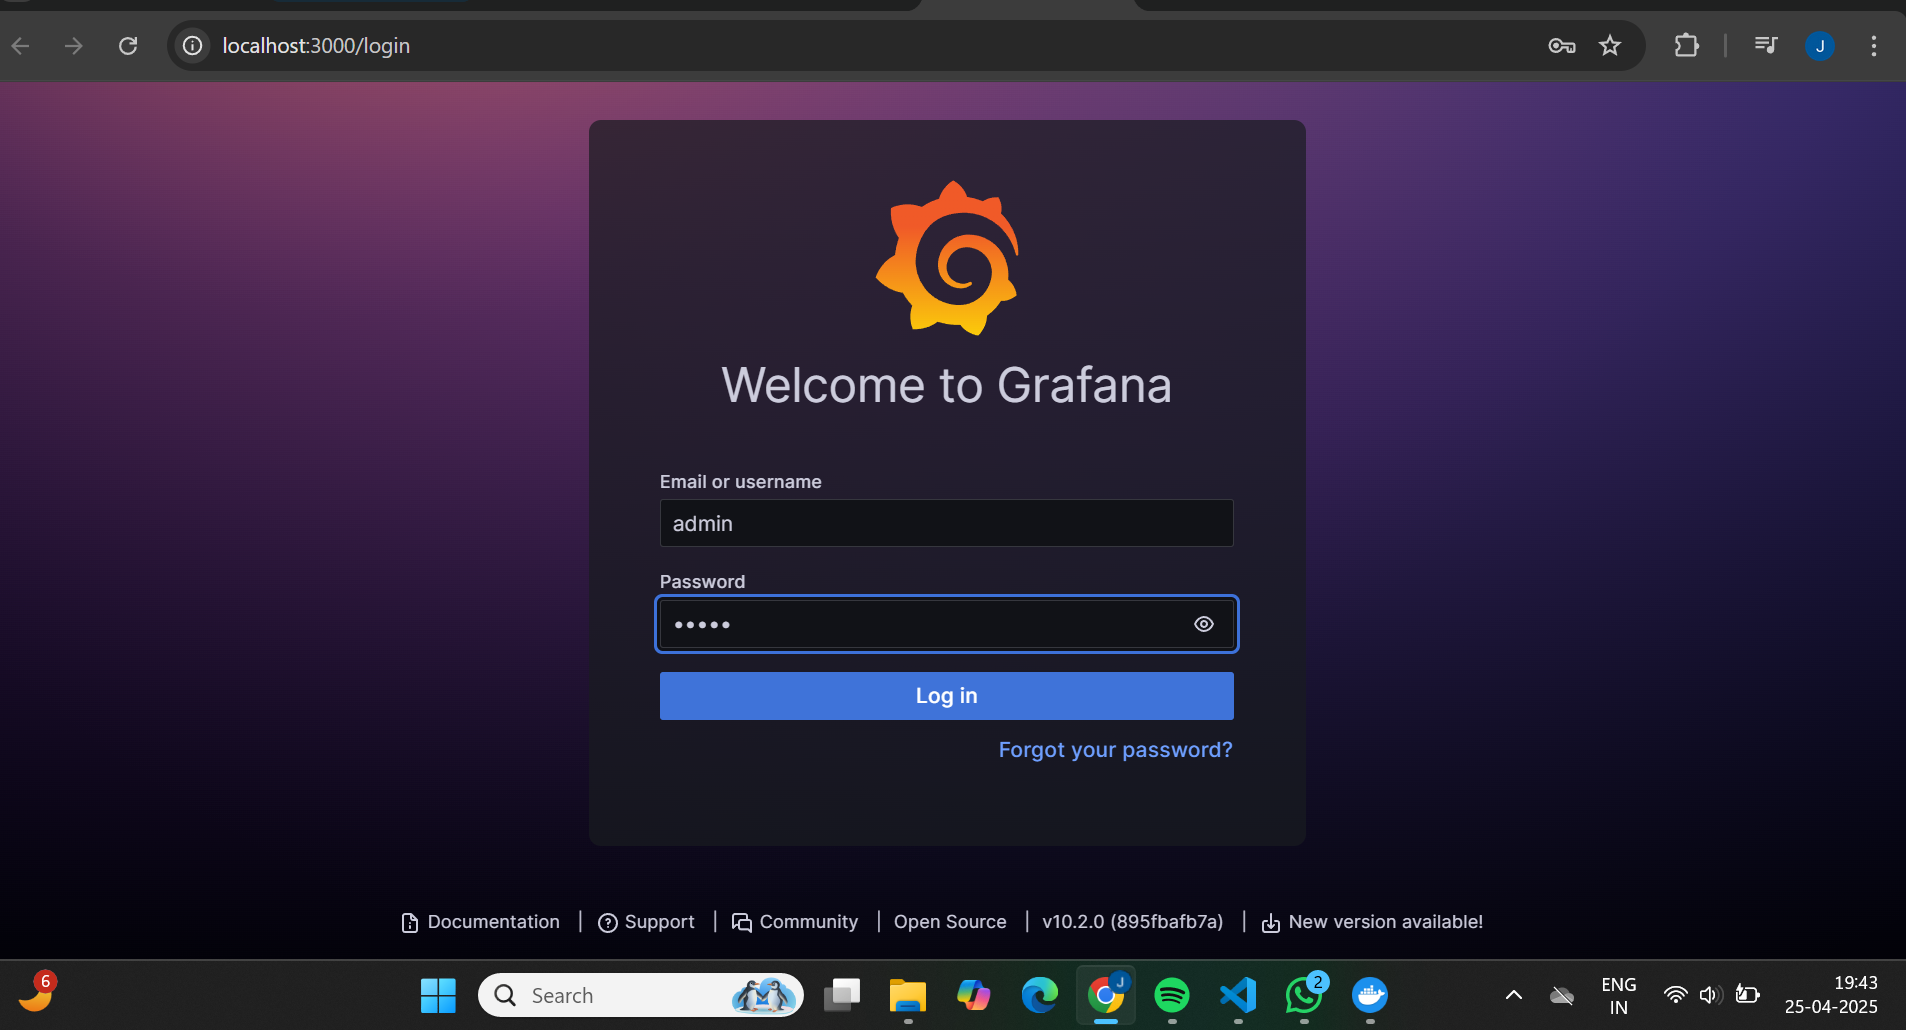 localhost:3000/login
J
Welcome to Grafana
Email or username
admin
Password
•••••
Log in
Forgot your password?
Documentation | Support | Community | Open Source | v10.2.0 (895fbafb7a) | New version available!
6
Search
J
2
ENG
IN
19:43
25-04-2025